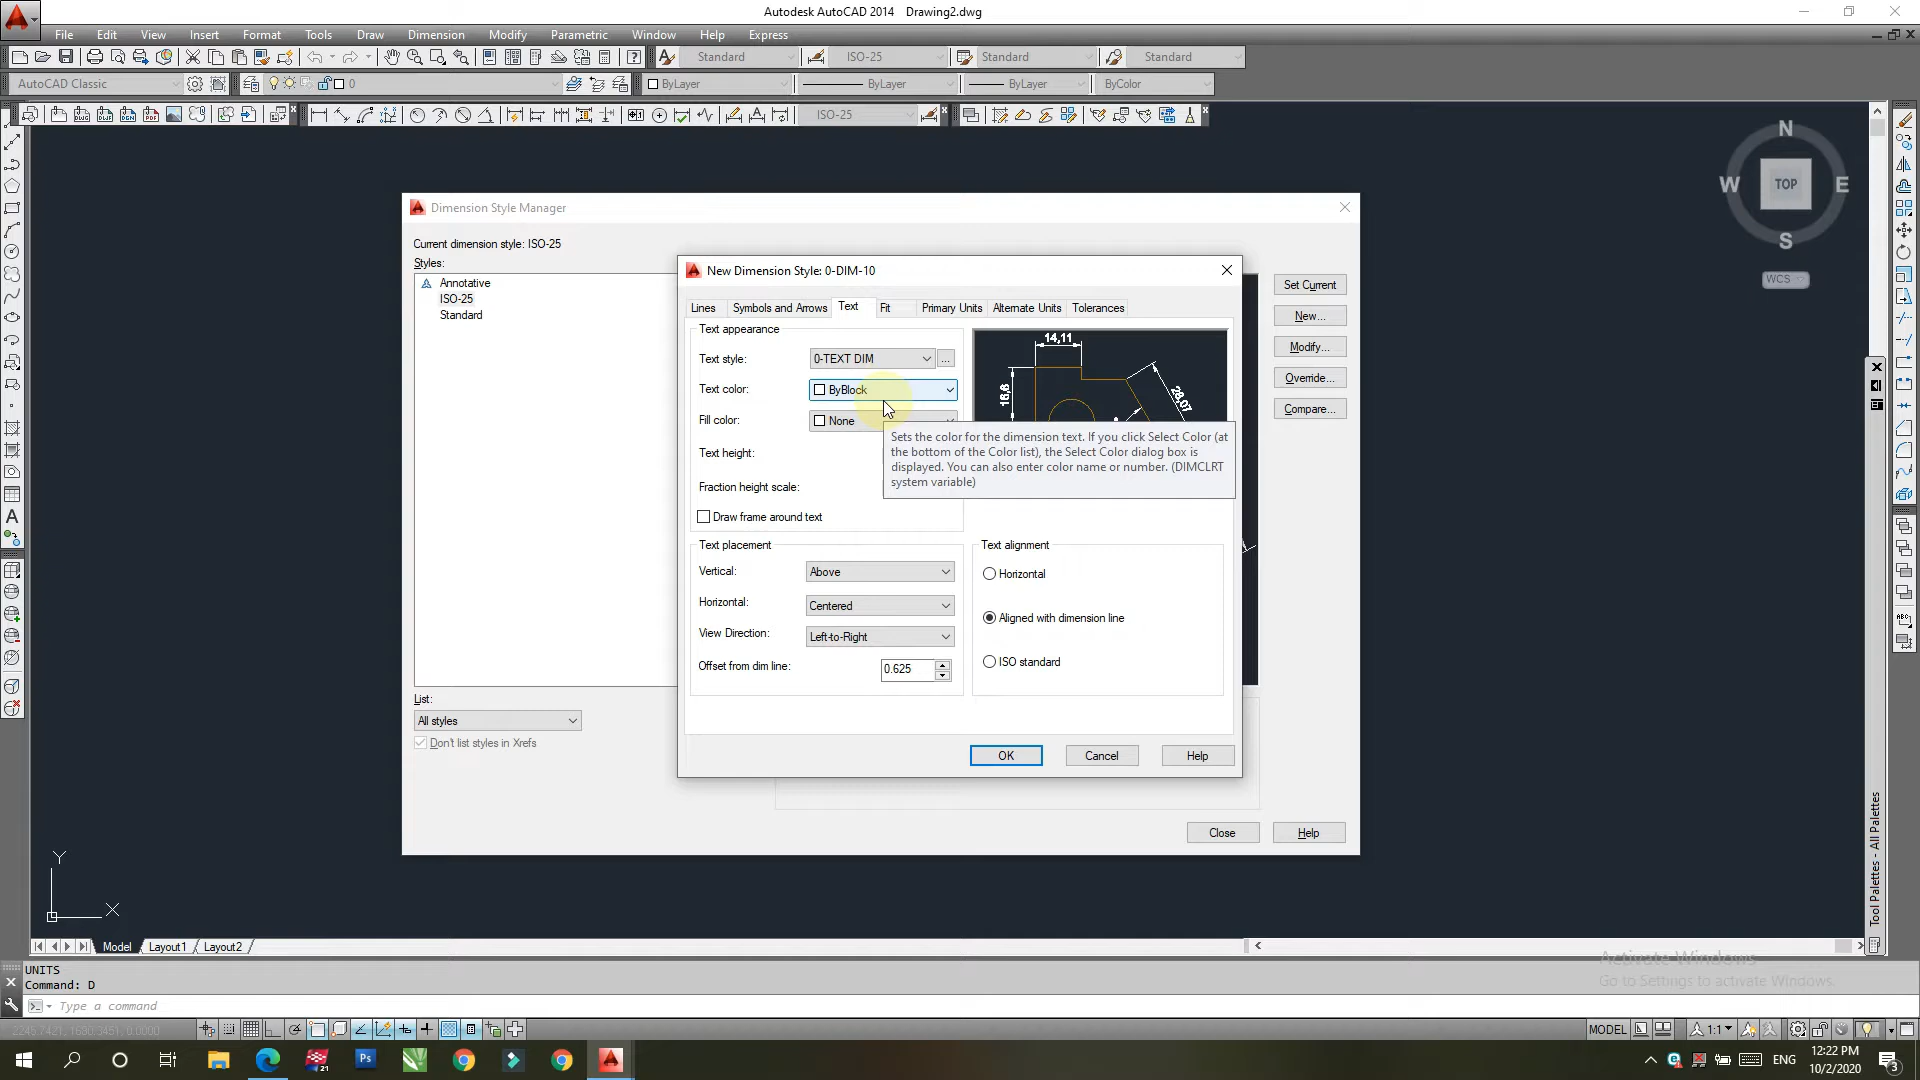 Autodesk AutoCAD 2014 Drawing2.dwg
File Edit View Insert Format Tools Draw Dimension Modify Parametric Window Help Express
Standard ISO-25 Standard Standard
AutoCAD Classic 0 ByLayer ByLayer ByLayer ByColor
ISO-25
N
W TOP E
S
WCS
Dimension Style Manager
Current dimension style: ISO-25
Styles:
Annotative
ISO-25
Standard
Set Current
New...
Modify...
Override...
Compare...
New Dimension Style: 0-DIM-10
Lines Symbols and Arrows Text Fit Primary Units Alternate Units Tolerances
Text appearance
Text style: 0-TEXT DIM ...
Text color: ByBlock
Fill color: None
Text height:
Fraction height scale:
Draw frame around text
14,11
16,6
28,07
Sets the color for the dimension text. If you click Select Color (at
the bottom of the Color list), the Select Color dialog box is
displayed. You can also enter color name or number. (DIMCLRT
system variable)
Text placement
Vertical: Above
Horizontal: Centered
View Direction: Left-to-Right
Offset from dim line: 0.625
Text alignment
Horizontal
Aligned with dimension line
ISO standard
OK Cancel Help
List:
All styles
Don't list styles in Xrefs
Close Help
Tool Palettes - All Palettes
Y
X
Model Layout1 Layout2
Activate Windows
Go to Settings to activate Windows.
UNITS
Command: D
Type a command
MODEL 1:1
ENG
12:22 PM
10/2/2020
3